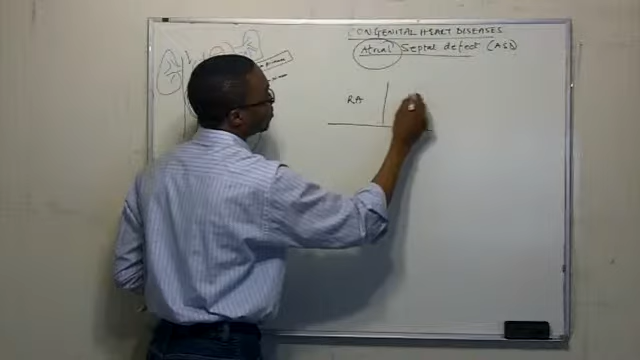 CONGENITAL HEART DISEASES
Atrial Septal defect (ASD)
RA